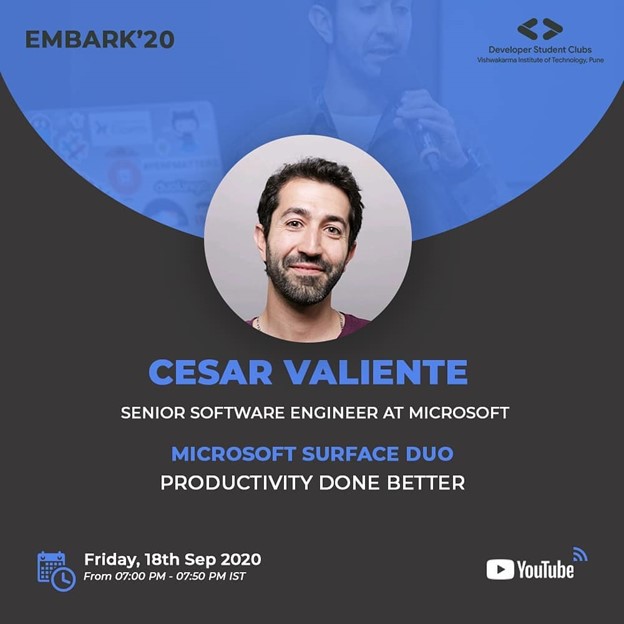 EMBARK'20
Developer Student Clubs
Vishwakarma Institute of Technology, Pune
CESAR VALIENTE
SENIOR SOFTWARE ENGINEER AT MICROSOFT
MICROSOFT SURFACE DUO
PRODUCTIVITY DONE BETTER
Friday, 18th Sep 2020
From 07:00 PM - 07:50 PM IST
YouTube